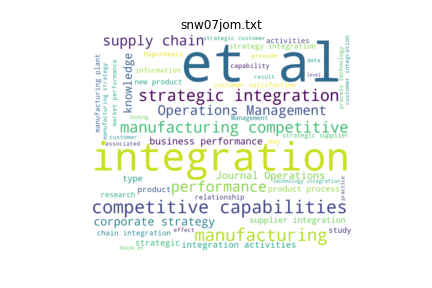 snw07jom.txt
supply chain
strategic customer
activities
strategy integration
et al
Hypothesis
provide
data
process technology
customer integration
manufacturing plant
manufacturing strategy
market performance
knowledge
information
capability
result
level
new product
customer satisfaction
strategic integration
Operations Management
finding
Management
manufacturing competitive
customer
associated
business performance
may
strategic supplier
integration
type
Journal Operations
technology integration
research
product
performance
product process
practice
relationship
competitive capabilities
corporate strategy
supplier integration
chain integration
effect
manufacturing
study
strategic
integration activities
Swink et